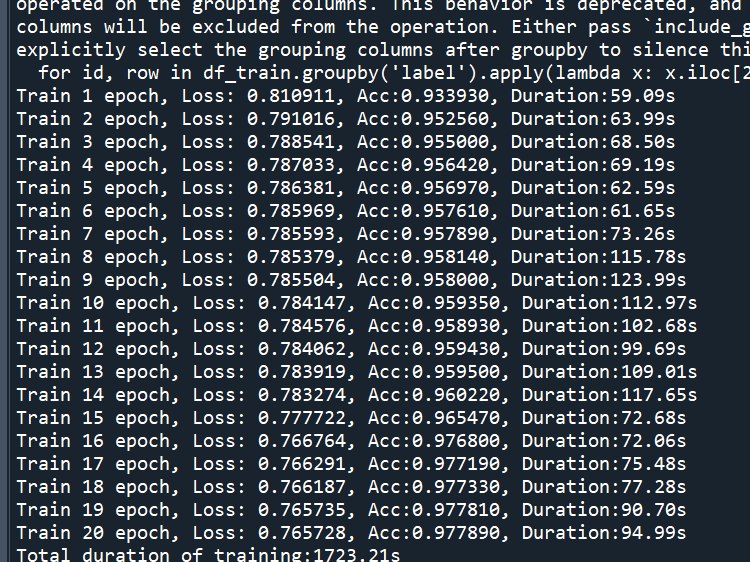 operated on the grouping columns. This behavior is deprecated, and
columns will be excluded from the operation. Either pass `include_g
explicitly select the grouping columns after groupby to silence thi
for id, row in df_train.groupby('label').apply(lambda x: x.iloc[2
Train 1 epoch, Loss: 0.810911, Acc:0.933930, Duration:59.09s
Train 2 epoch, Loss: 0.791016, Acc:0.952560, Duration:63.99s
Train 3 epoch, Loss: 0.788541, Acc:0.955000, Duration:68.50s
Train 4 epoch, Loss: 0.787033, Acc:0.956420, Duration:69.19s
Train 5 epoch, Loss: 0.786381, Acc:0.956970, Duration:62.59s
Train 6 epoch, Loss: 0.785969, Acc:0.957610, Duration:61.65s
Train 7 epoch, Loss: 0.785593, Acc:0.957890, Duration:73.26s
Train 8 epoch, Loss: 0.785379, Acc:0.958140, Duration:115.78s
Train 9 epoch, Loss: 0.785504, Acc:0.958000, Duration:123.99s
Train 10 epoch, Loss: 0.784147, Acc:0.959350, Duration:112.97s
Train 11 epoch, Loss: 0.784576, Acc:0.958930, Duration:102.68s
Train 12 epoch, Loss: 0.784062, Acc:0.959430, Duration:99.69s
Train 13 epoch, Loss: 0.783919, Acc:0.959500, Duration:109.01s
Train 14 epoch, Loss: 0.783274, Acc:0.960220, Duration:117.65s
Train 15 epoch, Loss: 0.777722, Acc:0.965470, Duration:72.68s
Train 16 epoch, Loss: 0.766764, Acc:0.976800, Duration:72.06s
Train 17 epoch, Loss: 0.766291, Acc:0.977190, Duration:75.48s
Train 18 epoch, Loss: 0.766187, Acc:0.977330, Duration:77.28s
Train 19 epoch, Loss: 0.765735, Acc:0.977810, Duration:90.70s
Train 20 epoch, Loss: 0.765728, Acc:0.977890, Duration:94.99s
Total duration of training:1723.21s